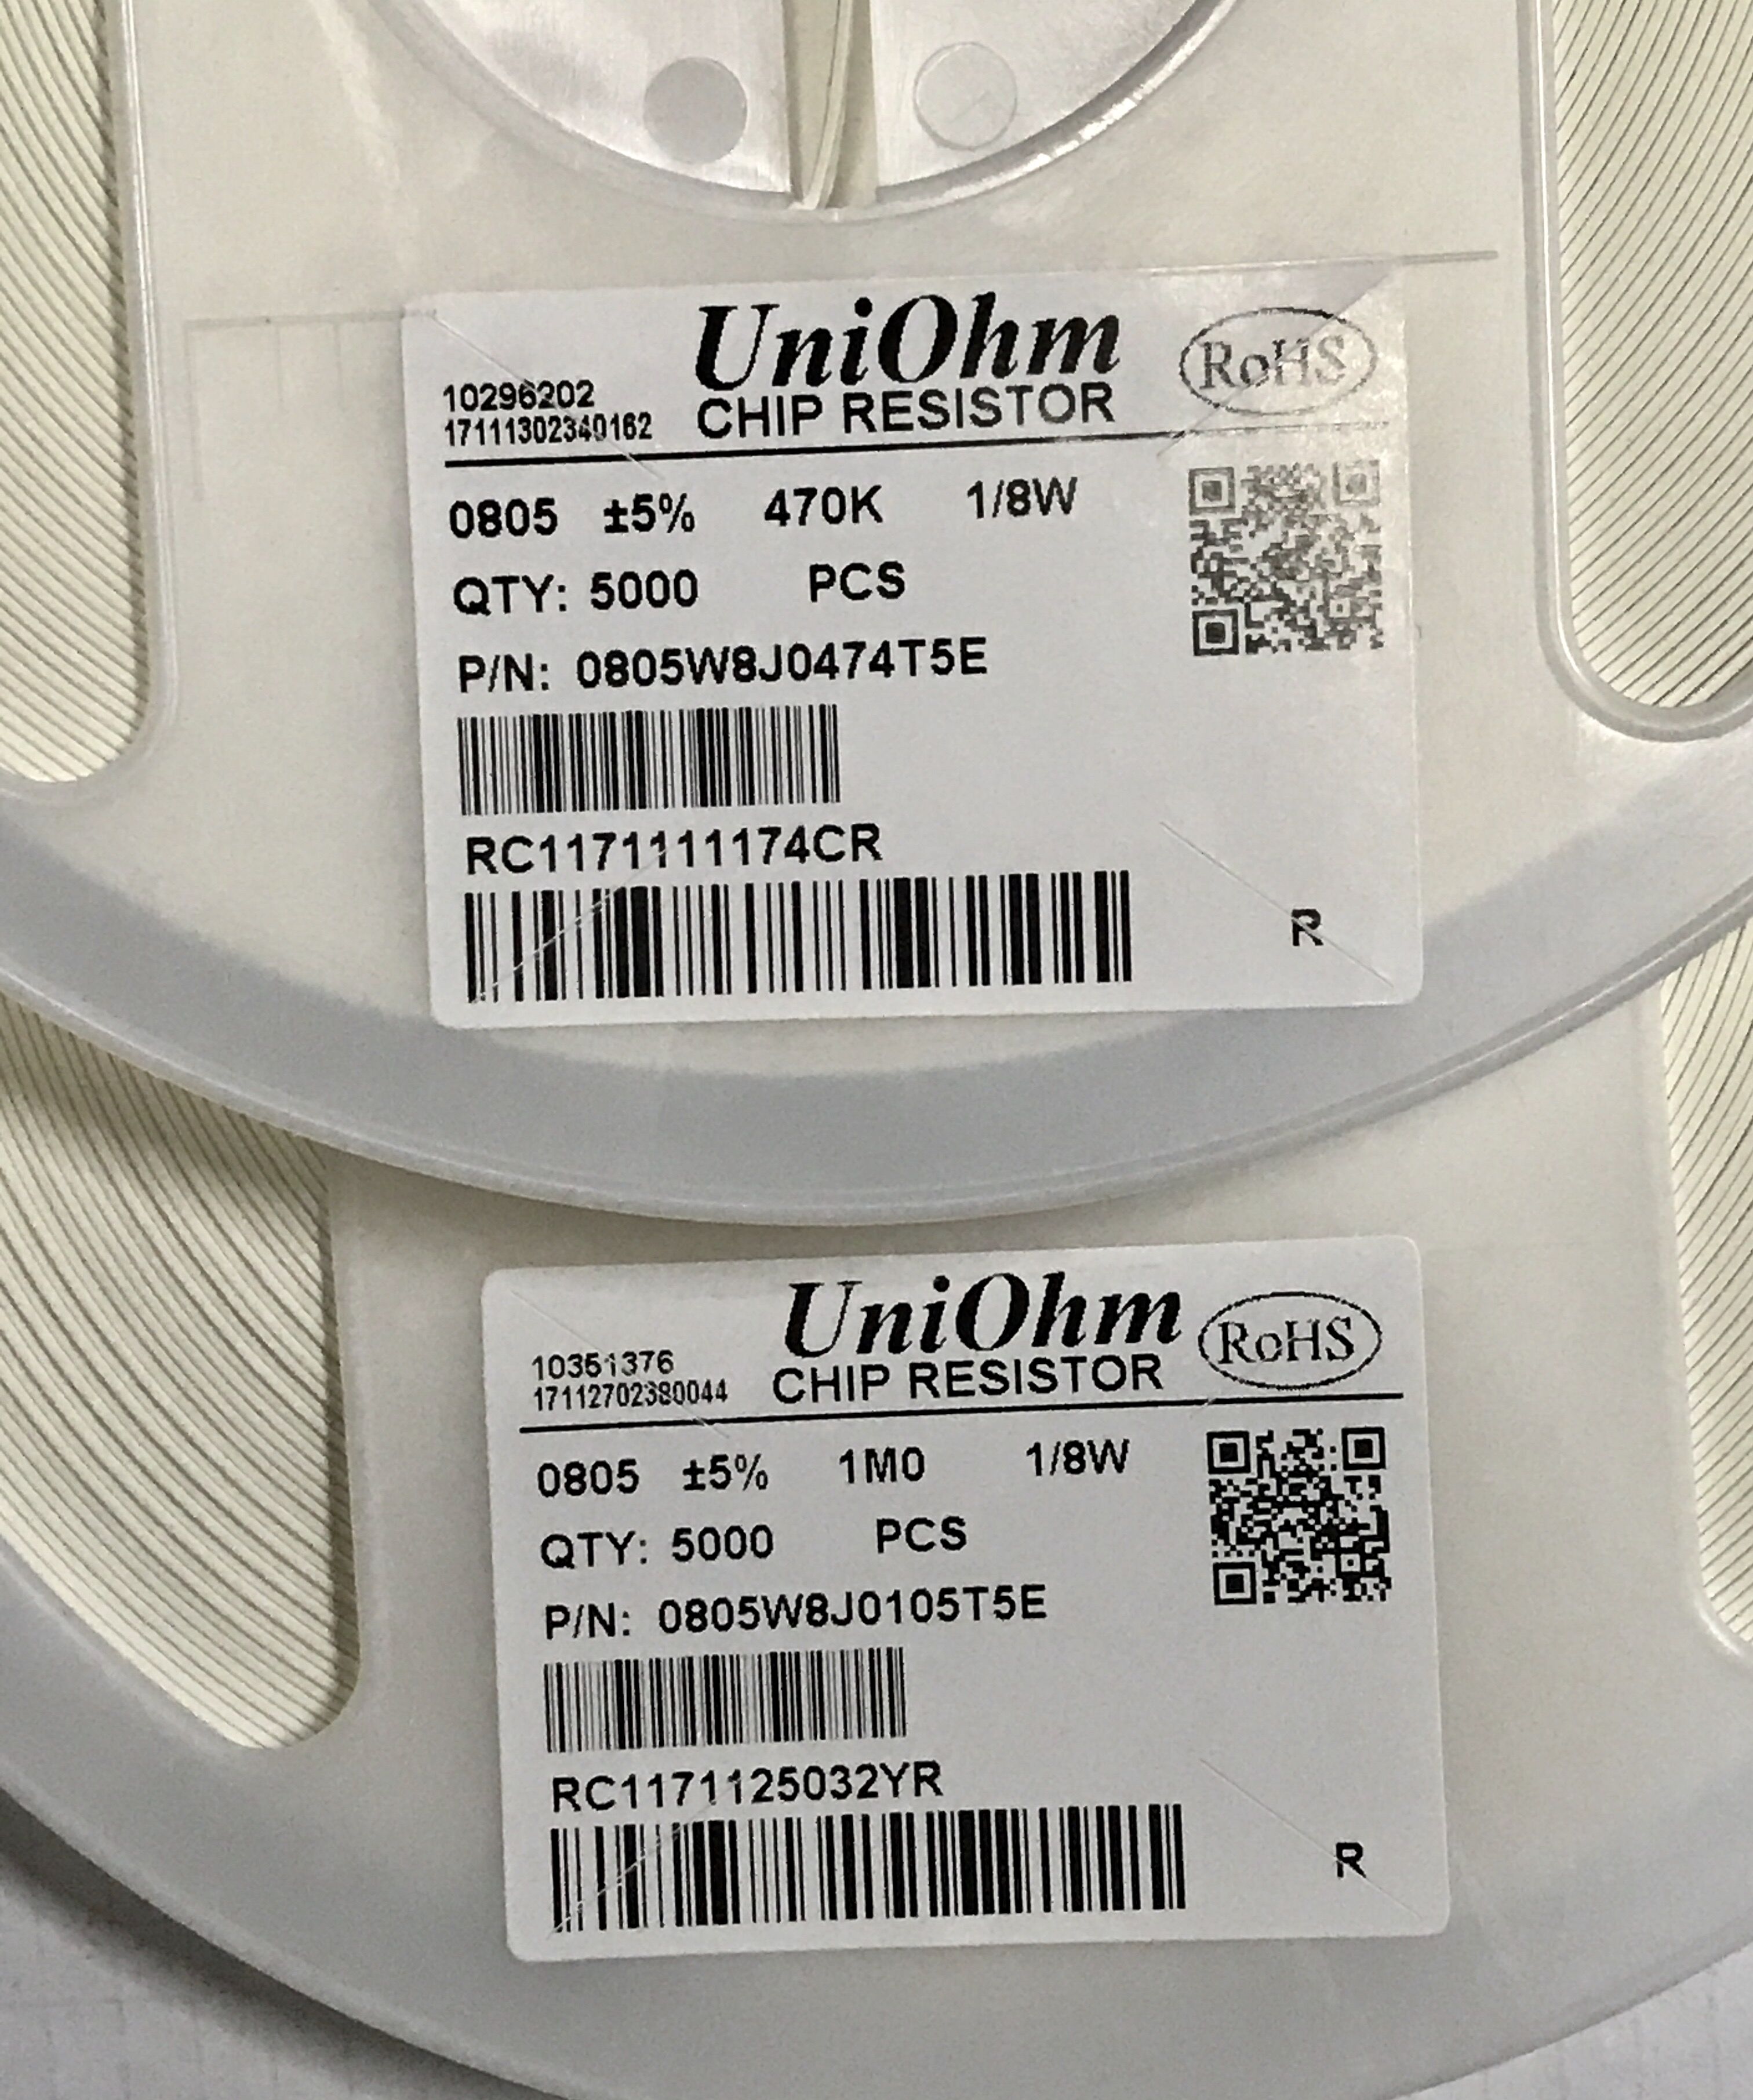 UniOhm
RoHS
10296202
CHIP RESISTOR
17111302340162
0805 ±5% 470K 1/8W
QTY: 5000 PCS
P/N: 0805W8J0474T5E
RC1171111174CR
R
UniOhm
RoHS
10351376
CHIP RESISTOR
17112702380044
0805 ±5% 1M0 1/8W
QTY: 5000 PCS
P/N: 0805W8J0105T5E
RC1171125032YR
R